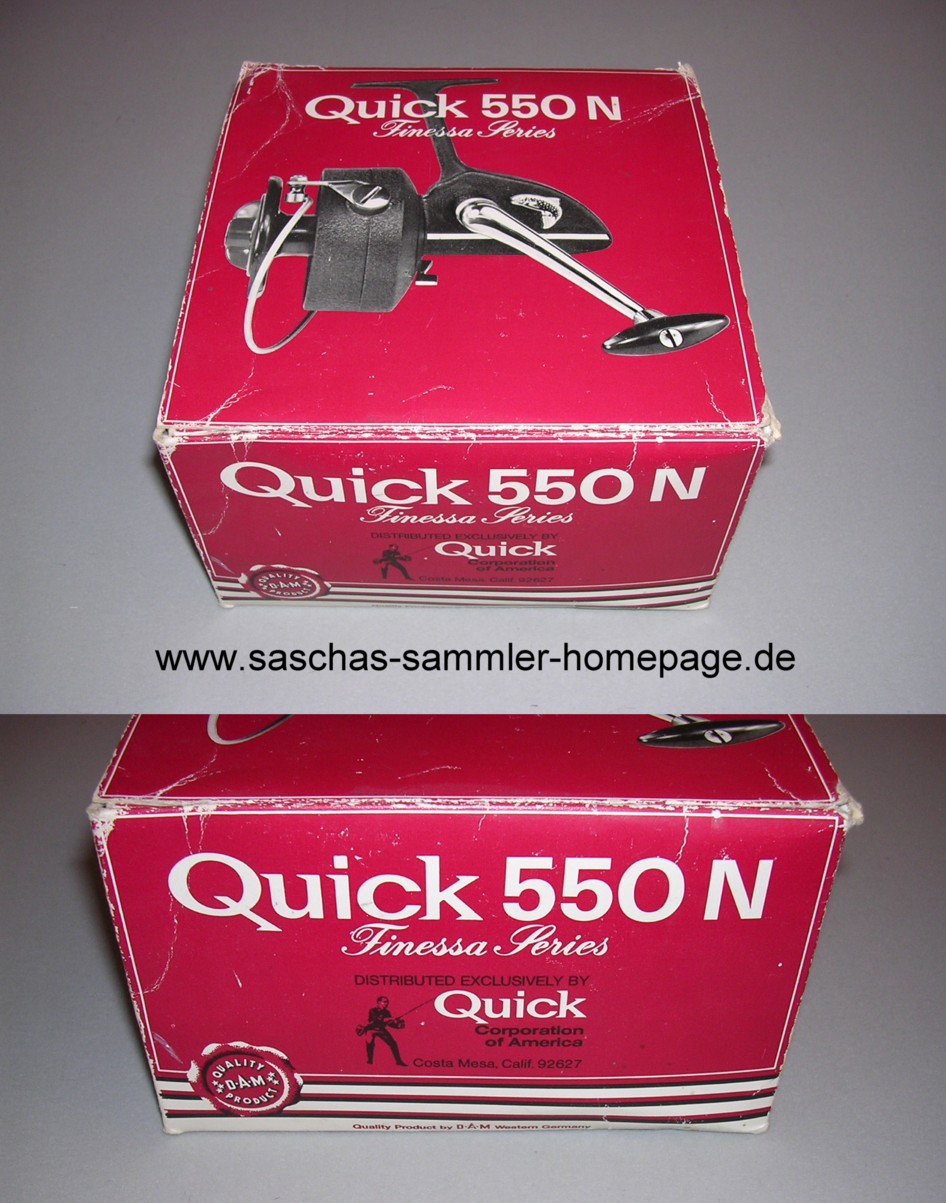 Quick 550 N
Finessa Series
Quick 550 N
Finessa Series
DISTRIBUTED EXCLUSIVELY BY
Quick
Corporation
of America
Costa Mesa, Calif. 92627
QUALITY
D·A·M
PRODUCT
www.saschas-sammler-homepage.de
Quick 550 N
Finessa Series
DISTRIBUTED EXCLUSIVELY BY
Quick
Corporation
of America
Costa Mesa, Calif. 92627
QUALITY
D·A·M
PRODUCT
Quality Product by D·A·M Western Germany